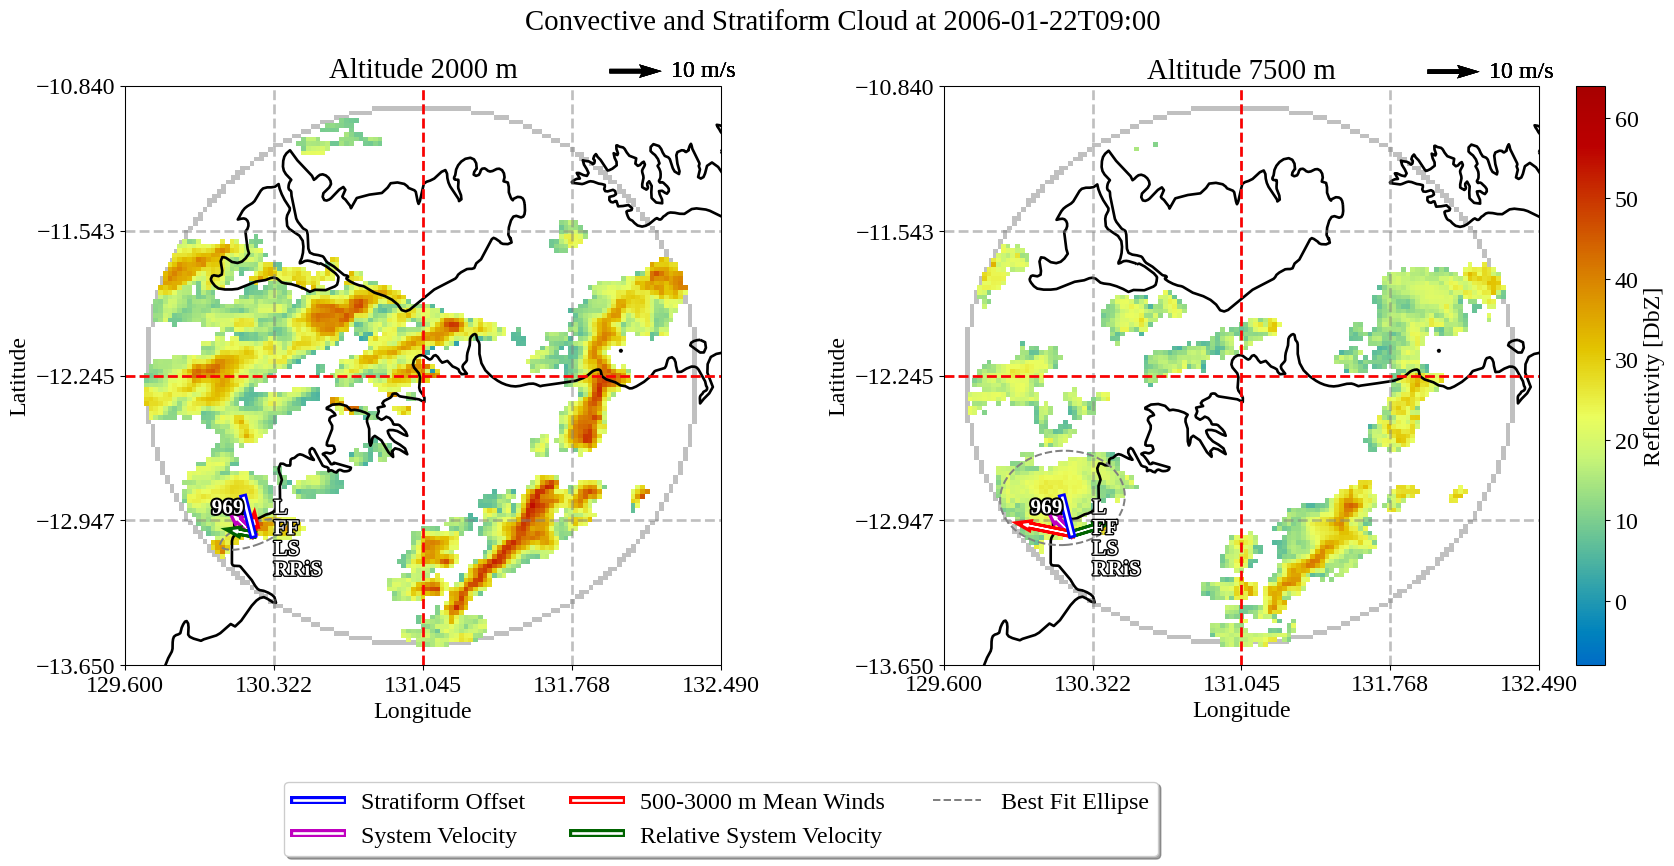 Convective and Stratiform Cloud at 2006-01-22T09:00
Altitude 2000 m
10 m/s
−10.840
−11.543
−12.245
−12.947
−13.650
Latitude
969
L
FF
LS
RRiS
129.600
130.322
131.045
131.768
132.490
Longitude
Altitude 7500 m
10 m/s
−10.840
−11.543
−12.245
−12.947
−13.650
Latitude
969
L
FF
LS
RRiS
129.600
130.322
131.045
131.768
132.490
Longitude
60
50
40
30
20
10
0
Reflectivity [DbZ]
Stratiform Offset
System Velocity
500-3000 m Mean Winds
Relative System Velocity
Best Fit Ellipse